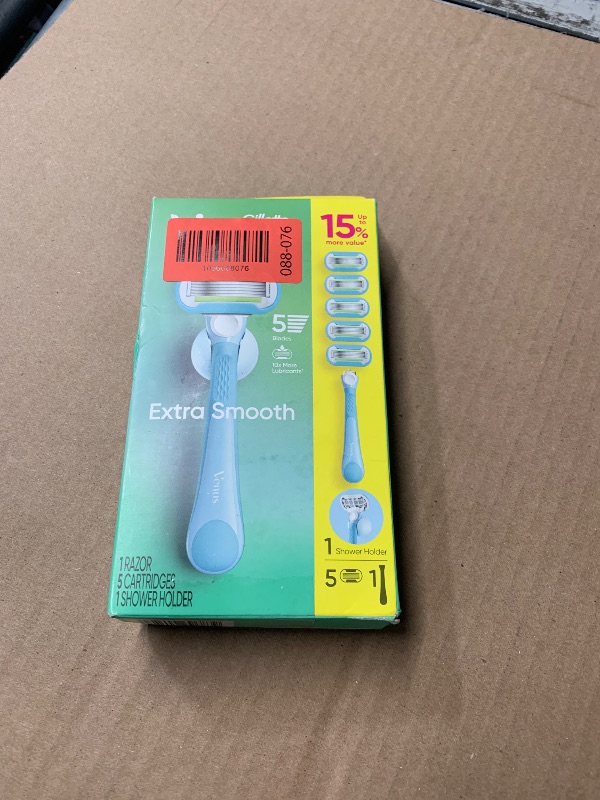 Gillette
088-076
15%
Up
to
more value*
5
Blades
10x More
Lubricants*
Extra Smooth
Venus
1 Shower Holder
5 1
1 RAZOR
5 CARTRIDGES
1 SHOWER HOLDER